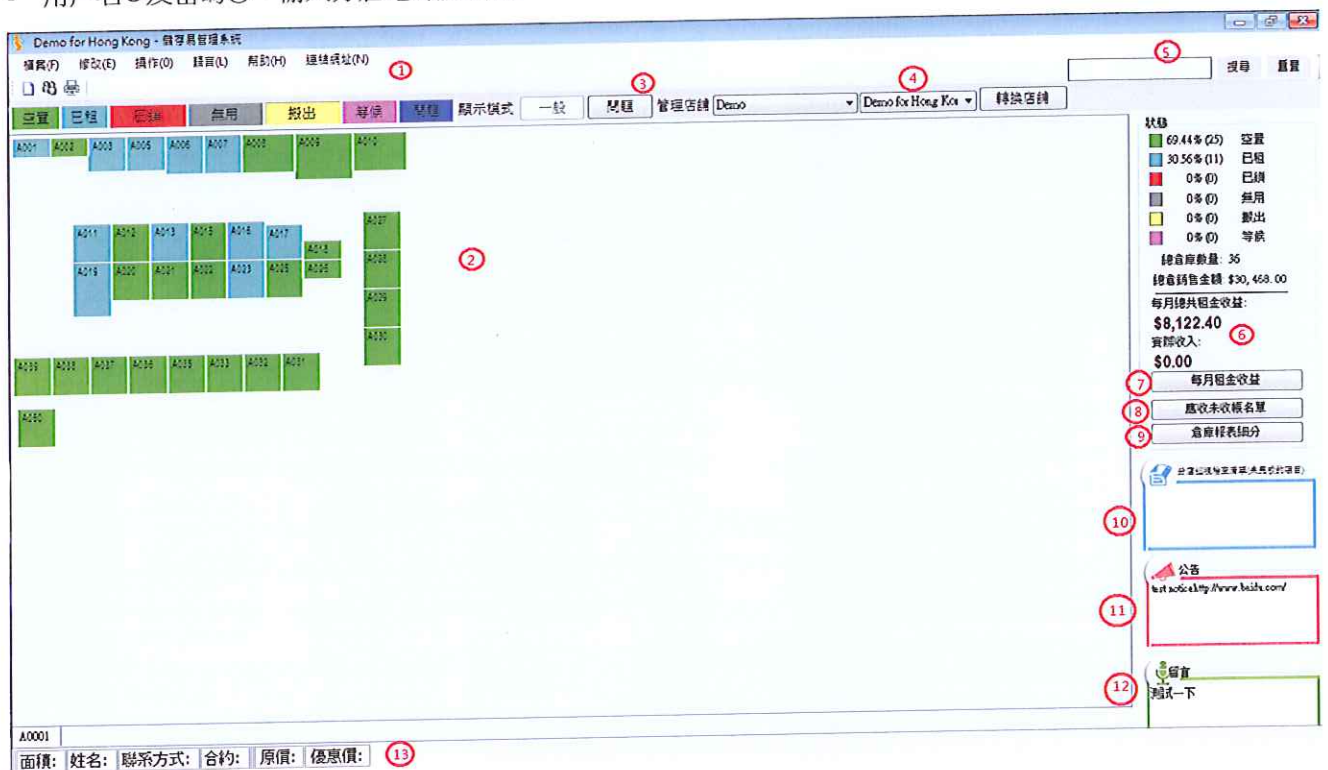 Demo for Hong Kong - 儲存易管理系統
檔案(F) 修改(E) 操作(O) 語言(L) 幫助(H) 連結網址(N) ①
⑤ 搜尋 重置
③ ④
空置 已租 已鎖 無用 搬出 等候 問題 顯示模式 一般 問題 管理店鋪 Demo Demo for Hong Kon 轉換店鋪
狀態
69.44% (25) 空置
30.56% (11) 已租
0% (0) 已鎖
0% (0) 無用
0% (0) 搬出
0% (0) 等候
總倉庫數量: 36
總倉銷售金額 $30,468.00
每月總共租金收益:
$8,122.40
實際收入: ⑥
$0.00
⑦ 每月租金收益
⑧ 應收未收帳名單
⑨ 倉庫報表細分
A001 A002 A003 A005 A006 A007 A008 A009 A010
A011 A012 A013 A015 A016 A017 A018 A027
②
A019 A020 A021 A022 A023 A025 A026 A028
A029
A030
A039 A038 A037 A036 A035 A033 A032 A031
⑩
⑪ 公告
test notice http://www.baidu.com/
⑫ 留言
測試一下
A0001
面積: 姓名: 聯系方式: 合約: 原價: 優惠價: ⑬